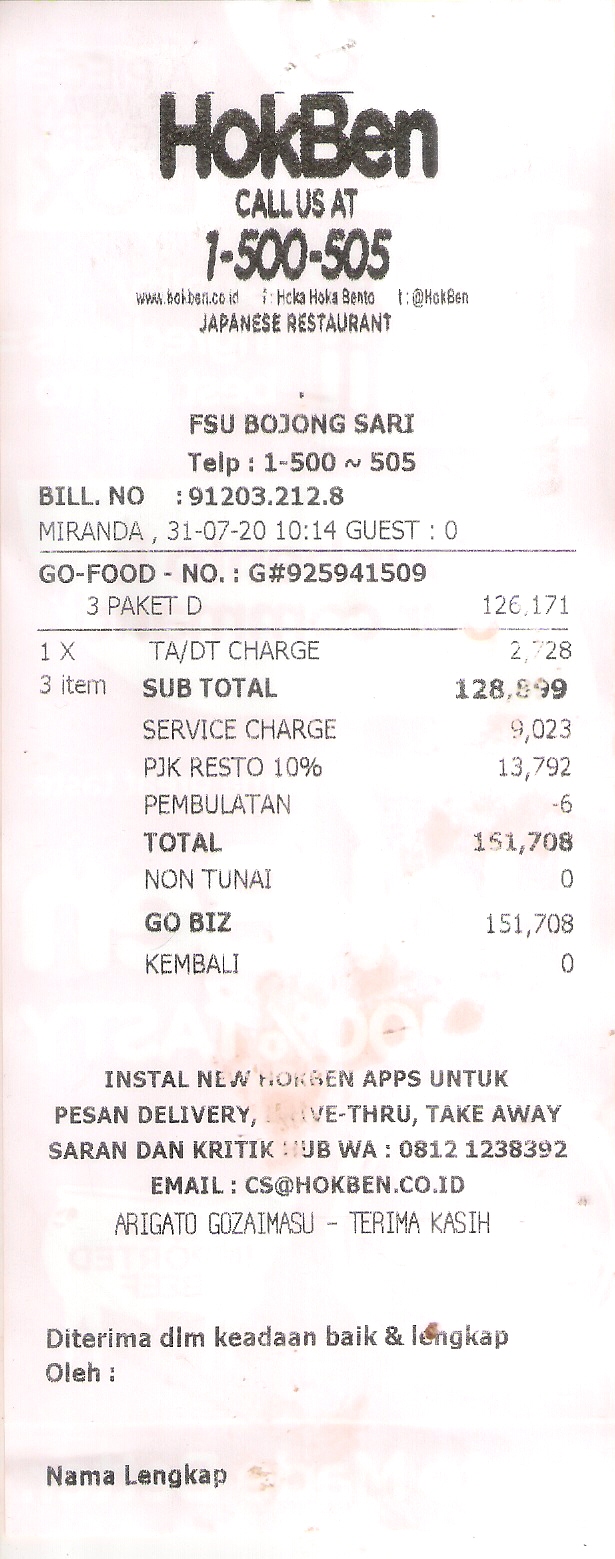 HokBen
CALL US AT
1-500-505
www.hokben.co.id f : Hoka Hoka Bento t : @HokBen
JAPANESE RESTAURANT
FSU BOJONG SARI
Telp : 1-500 ~ 505
BILL. NO : 91203.212.8
MIRANDA , 31-07-20 10:14 GUEST : 0
GO-FOOD - NO. : G#925941509
3 PAKET D 126,171
1 X TA/DT CHARGE 2,728
3 item SUB TOTAL 128,899
SERVICE CHARGE 9,023
PJK RESTO 10% 13,792
PEMBULATAN -6
TOTAL 151,708
NON TUNAI 0
GO BIZ 151,708
KEMBALI 0
INSTAL NEW HOKBEN APPS UNTUK
PESAN DELIVERY, VE-THRU, TAKE AWAY
SARAN DAN KRITIK UB WA : 0812 1238392
EMAIL : CS@HOKBEN.CO.ID
ARIGATO GOZAIMASU - TERIMA KASIH
Diterima dlm keadaan baik & lengkap
Oleh :
Nama Lengkap